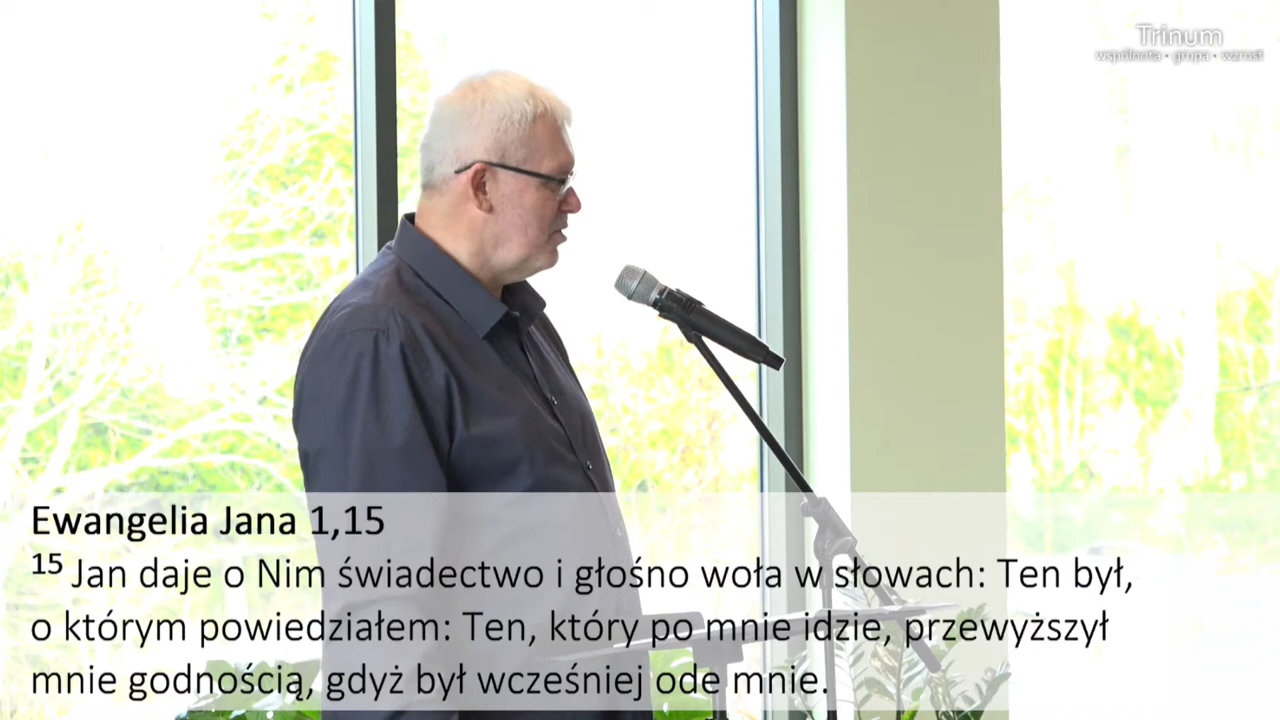 Trinum
wspólnota • grupa • wzrost
Ewangelia Jana 1,15
15 Jan daje o Nim świadectwo i głośno woła w słowach: Ten był,
o którym powiedziałem: Ten, który po mnie idzie, przewyższył
mnie godnością, gdyż był wcześniej ode mnie.